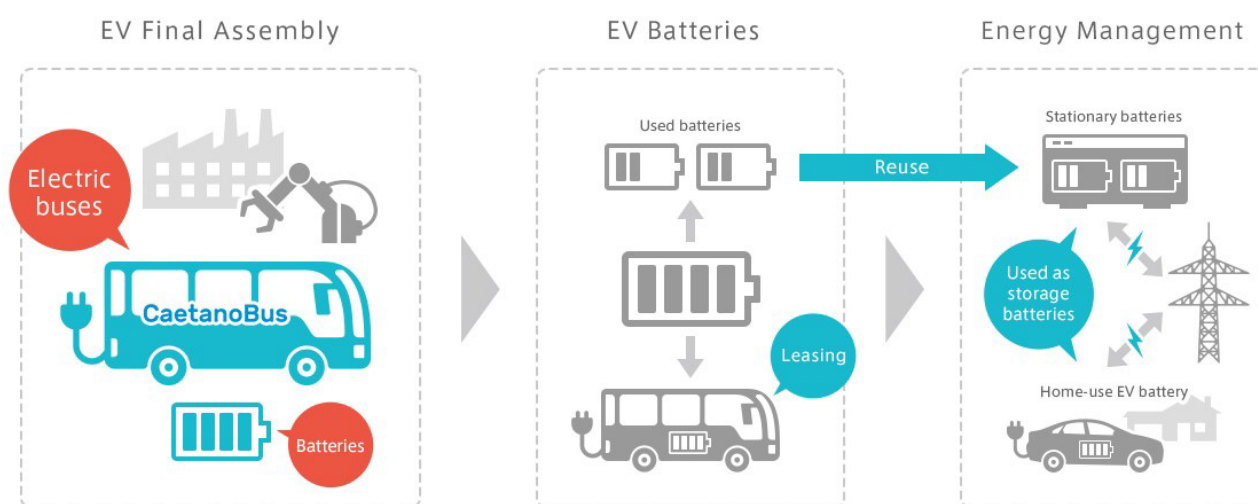 EV Final Assembly
EV Batteries
Energy Management
Electric
buses
CaetanoBus
Batteries
Used batteries
Leasing
Reuse
Stationary batteries
Used as
storage
batteries
Home-use EV battery